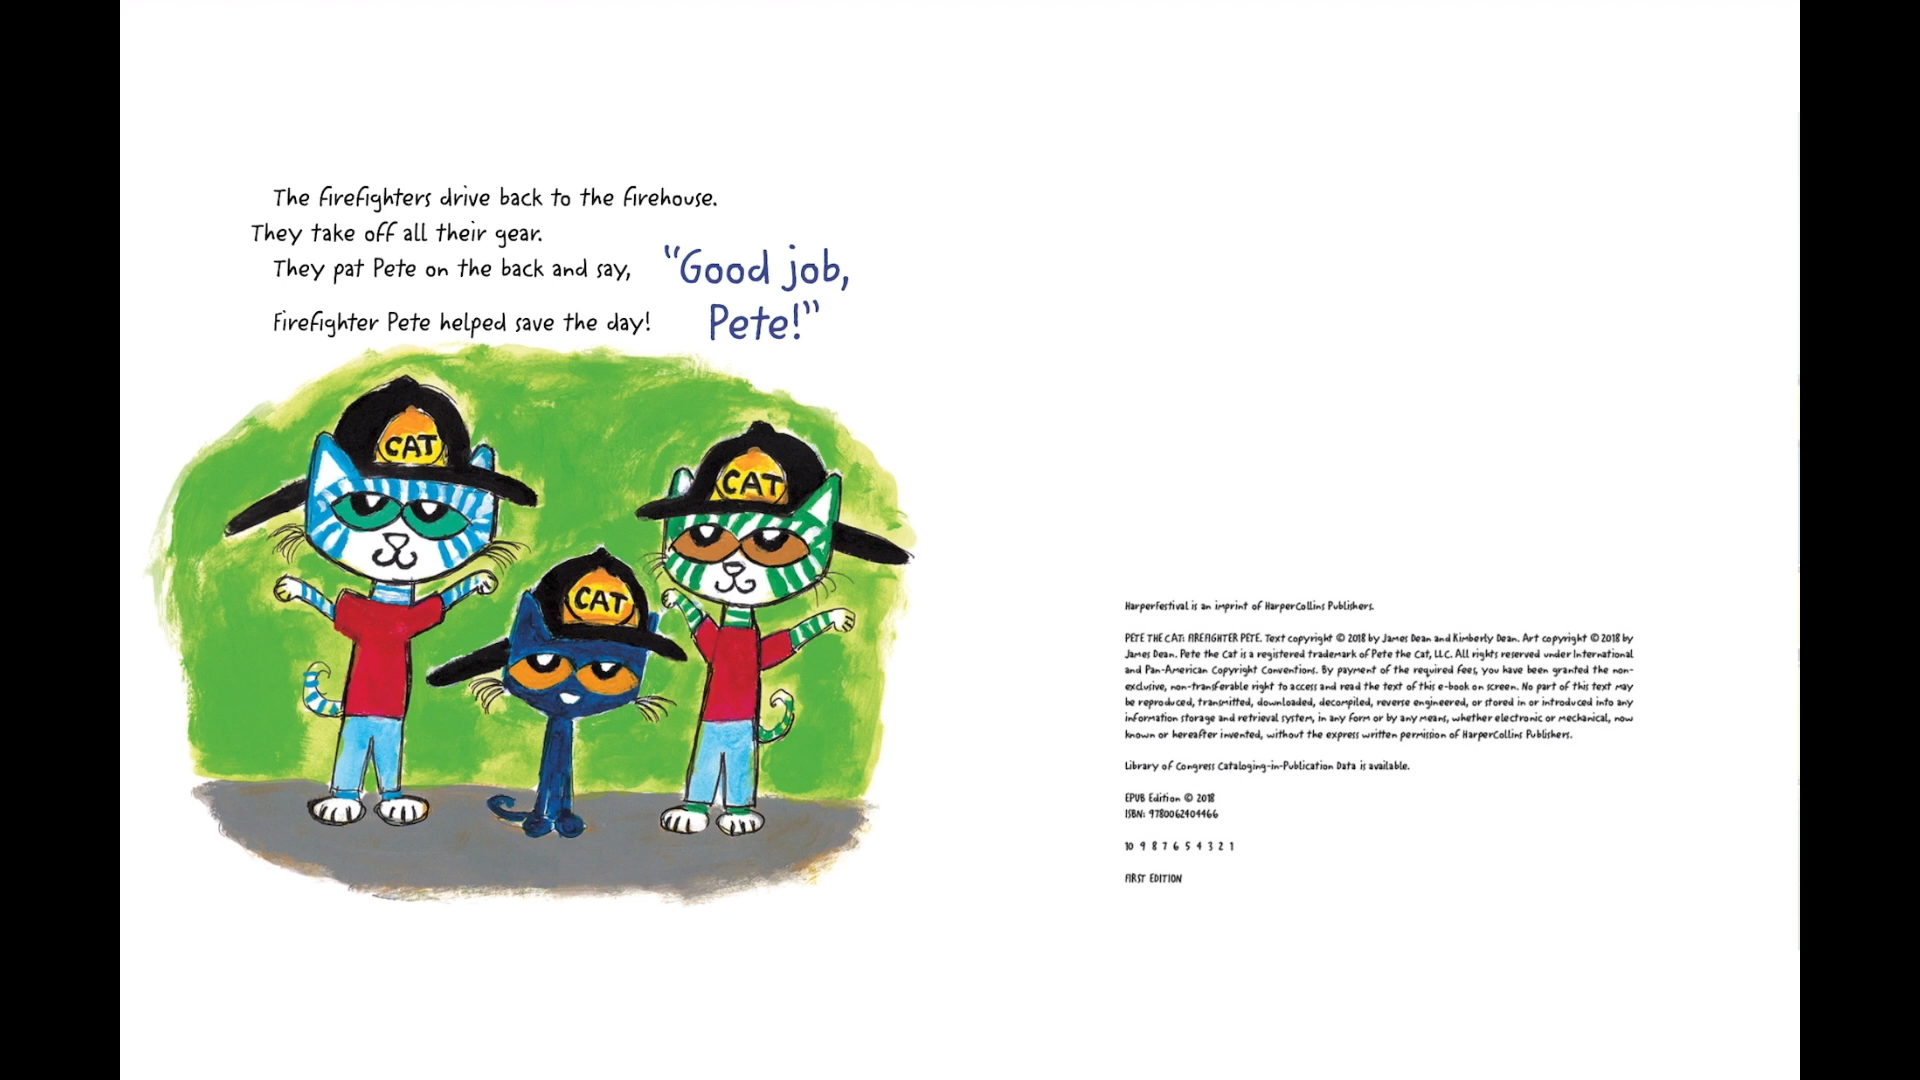 The firefighters drive back to the firehouse.
They take off all their gear.
They pat Pete on the back and say,
"Good job,
Pete!"
Firefighter Pete helped save the day!
CAT
CAT
CAT
HarperFestival is an imprint of HarperCollins Publishers.
PETE THE CAT: FIREFIGHTER PETE. Text copyright © 2018 by James Dean and Kimberly Dean. Art copyright © 2018 by
James Dean. Pete the Cat is a registered trademark of Pete the Cat, LLC. All rights reserved under International
and Pan-American Copyright Conventions. By payment of the required fees, you have been granted the non-
exclusive, non-transferable right to access and read the text of this e-book on screen. No part of this text may
be reproduced, transmitted, downloaded, decompiled, reverse engineered, or stored in or introduced into any
information storage and retrieval system, in any form or by any means, whether electronic or mechanical, now
known or hereafter invented, without the express written permission of HarperCollins Publishers.
Library of Congress Cataloging-in-Publication Data is available.
EPUB Edition © 2018
ISBN: 9780062404466
10 9 8 7 6 5 4 3 2 1
FIRST EDITION